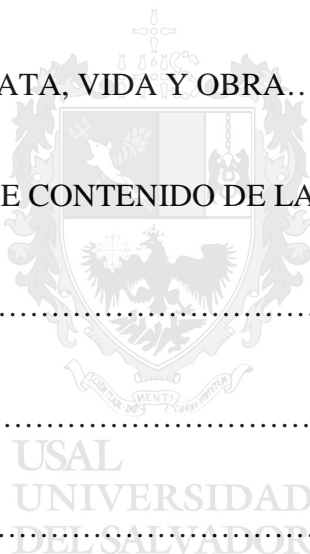 ATA, VIDA Y OBRA…
E CONTENIDO DE LA
………………………………
………………………………
USAL
UNIVERSIDAD
………………………………
DEL SALVADOR